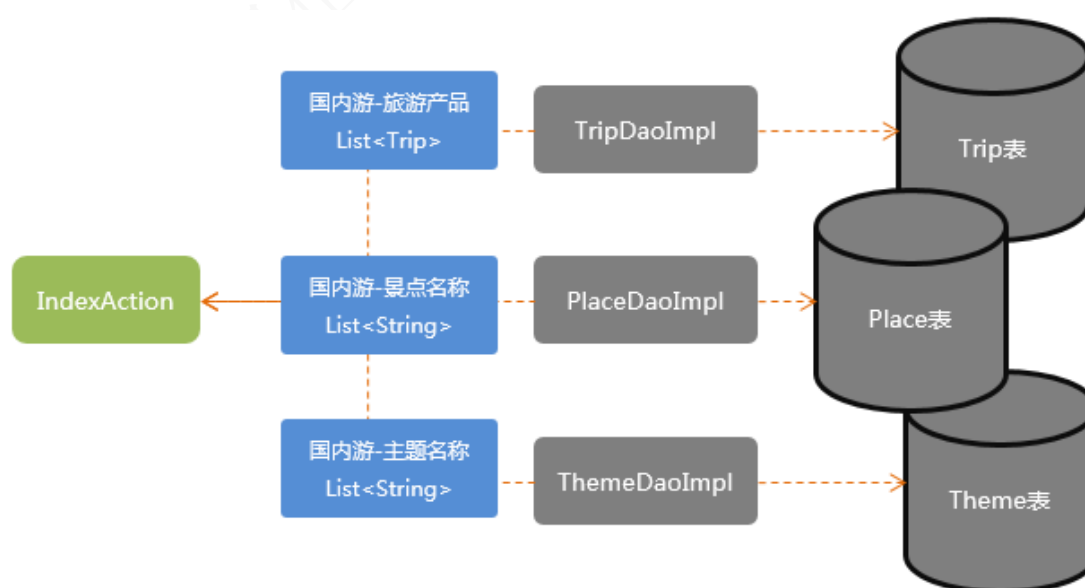 国内游-旅游产品
List<Trip>
TripDaoImpl
Trip表
IndexAction
国内游-景点名称
List<String>
PlaceDaoImpl
Place表
国内游-主题名称
List<String>
ThemeDaoImpl
Theme表